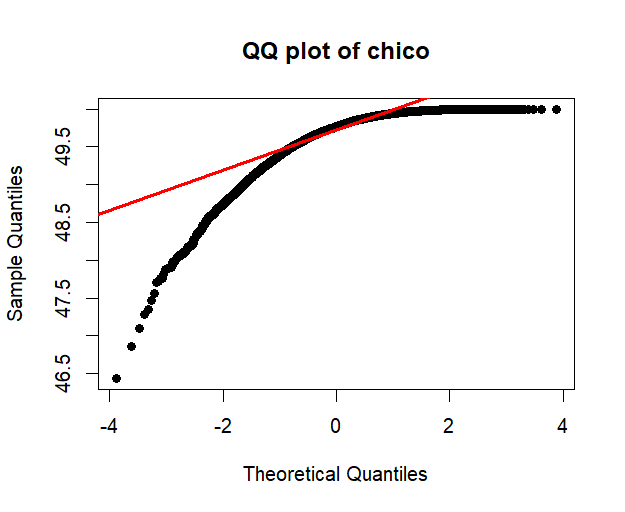 QQ plot of chico
Sample Quantiles
49.5
48.5
47.5
46.5
-4 -2 0 2 4
Theoretical Quantiles